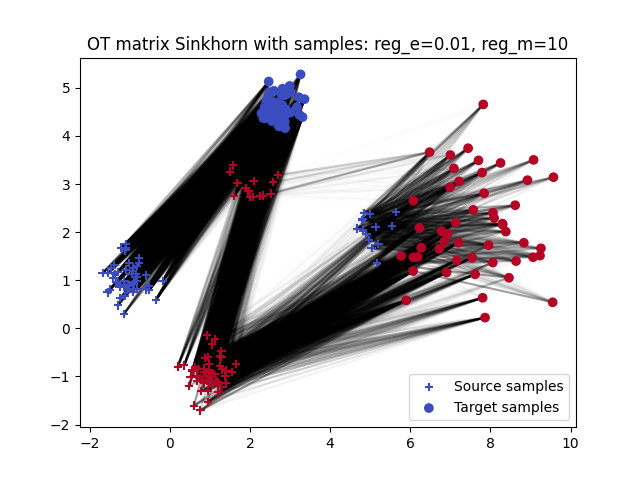 OT matrix Sinkhorn with samples: reg_e=0.01, reg_m=10
5
4
3
2
1
0
−1
−2
−2 0 2 4 6 8 10
Source samples
Target samples